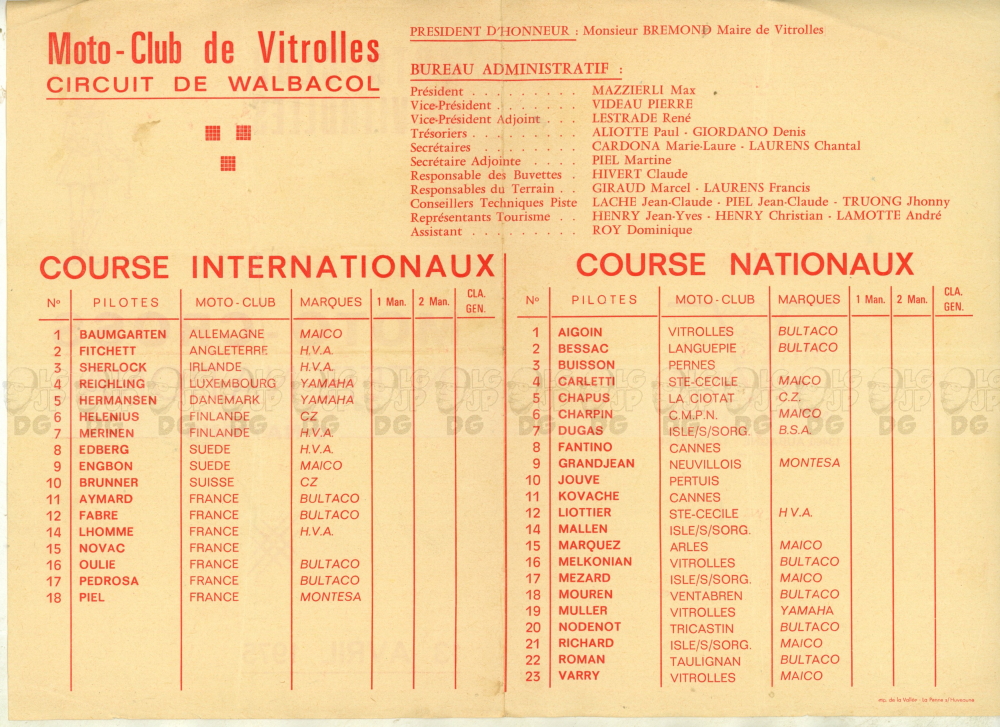 Moto-Club de Vitrolles
CIRCUIT DE WALBACOL
PRESIDENT D'HONNEUR : Monsieur BREMOND Maire de Vitrolles
BUREAU ADMINISTRATIF :
Président . . . . . . . . . MAZZIERLI Max
Vice-Président . . . . . . . VIDEAU PIERRE
Vice-Président Adjoint . . . LESTRADE René
Trésoriers . . . . . . . . . ALIOTTE Paul - GIORDANO Denis
Secrétaires . . . . . . . . CARDONA Marie-Laure - LAURENS Chantal
Secrétaire Adjointe . . . . PIEL Martine
Responsable des Buvettes . HIVERT Claude
Responsables du Terrain . . GIRAUD Marcel - LAURENS Francis
Conseillers Techniques Piste LACHE Jean-Claude - PIEL Jean-Claude - TRUONG Jhonny
Représentants Tourisme . . HENRY Jean-Yves - HENRY Christian - LAMOTTE André
Assistant . . . . . . . . . ROY Dominique
COURSE INTERNATIONAUX
No PILOTES MOTO-CLUB MARQUES 1 Man. 2 Man. CLA. GEN.
1 BAUMGARTEN ALLEMAGNE MAICO
2 FITCHETT ANGLETERRE H.V.A.
3 SHERLOCK IRLANDE H.V.A.
4 REICHLING LUXEMBOURG YAMAHA
5 HERMANSEN DANEMARK YAMAHA
6 HELENIUS FINLANDE CZ
7 MERINEN FINLANDE H.V.A.
8 EDBERG SUEDE H.V.A.
9 ENGBON SUEDE MAICO
10 BRUNNER SUISSE CZ
11 AYMARD FRANCE BULTACO
12 FABRE FRANCE BULTACO
14 LHOMME FRANCE H.V.A.
15 NOVAC FRANCE
16 OULIE FRANCE BULTACO
17 PEDROSA FRANCE BULTACO
18 PIEL FRANCE MONTESA
COURSE NATIONAUX
No PILOTES MOTO-CLUB MARQUES 1 Man. 2 Man. CLA. GEN.
1 AIGOIN VITROLLES BULTACO
2 BESSAC LANGUEPIE BULTACO
3 BUISSON PERNES
4 CARLETTI STE-CECILE MAICO
5 CHAPUS LA CIOTAT C.Z.
6 CHARPIN C.M.P.N. MAICO
7 DUGAS ISLE/S/SORG. B.S.A.
8 FANTINO CANNES
9 GRANDJEAN NEUVILLOIS MONTESA
10 JOUVE PERTUIS
11 KOVACHE CANNES
12 LIOTTIER STE-CECILE H V.A.
14 MALLEN ISLE/S/SORG.
15 MARQUEZ ARLES MAICO
16 MELKONIAN VITROLLES BULTACO
17 MEZARD ISLE/S/SORG. MAICO
18 MOUREN VENTABREN BULTACO
19 MULLER VITROLLES YAMAHA
20 NODENOT TRICASTIN BULTACO
21 RICHARD ISLE/S/SORG. MAICO
22 ROMAN TAULIGNAN BULTACO
23 VARRY VITROLLES MAICO
imp. de la Vallée - La Penne s/Huveaune